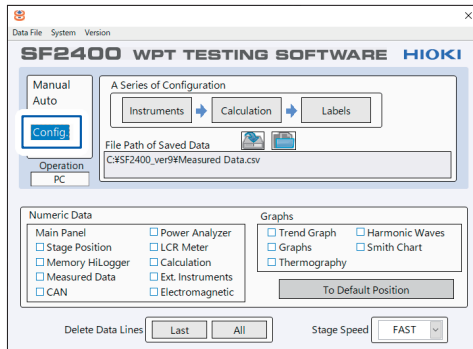 Data File System Version
SF2400 WPT TESTING SOFTWARE HIOKI
Manual
Auto
Config.
Operation
PC
A Series of Configuration
Instruments Calculation Labels
File Path of Saved Data
C:¥SF2400_ver9¥Measured Data.csv
Numeric Data
Main Panel
Stage Position
Memory HiLogger
Measured Data
CAN
Power Analyzer
LCR Meter
Calculation
Ext. Instruments
Electromagnetic
Graphs
Trend Graph Harmonic Waves
Graphs Smith Chart
Thermography
To Default Position
Delete Data Lines Last All Stage Speed FAST